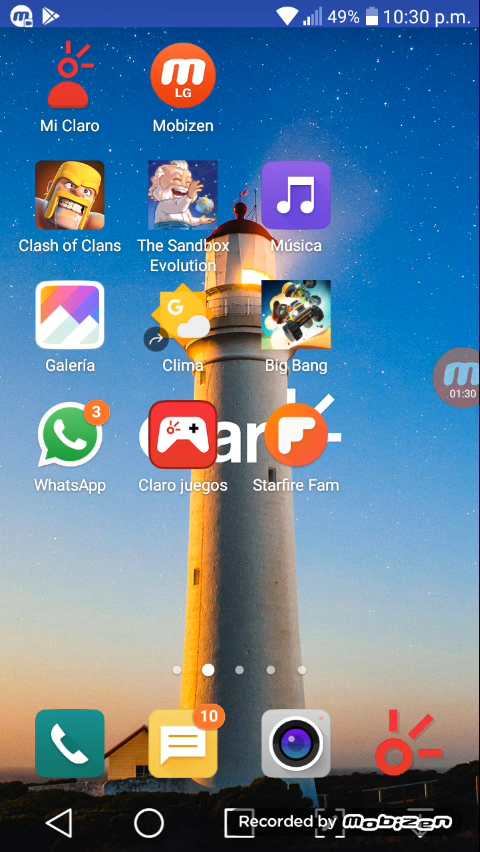 49% 10:30 p.m.
LG
Mi Claro
Mobizen
Clash of Clans
The Sandbox
Evolution
Música
G
Galería
Clima
Big Bang
01:30
3
WhatsApp
Claro juegos
Starfire Fam
10
Recorded by Mobizen